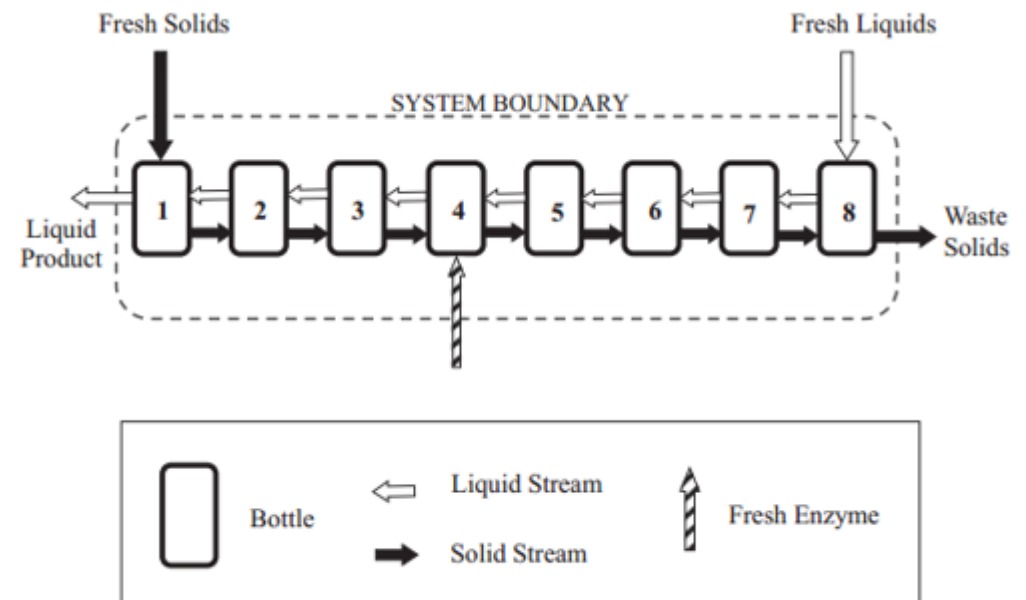 Fresh Solids
Fresh Liquids
SYSTEM BOUNDARY
1
2
3
4
5
6
7
8
Liquid
Product
Waste
Solids
Bottle
Liquid Stream
Solid Stream
Fresh Enzyme